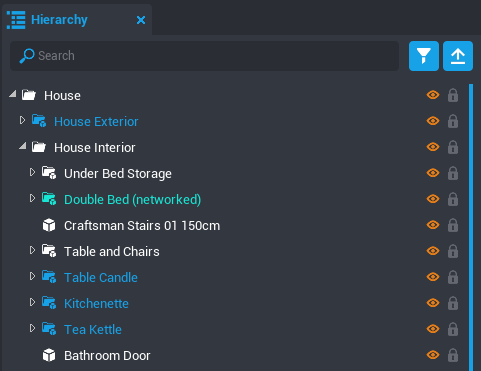 Hierarchy
Search
House
House Exterior
House Interior
Under Bed Storage
Double Bed (networked)
Craftsman Stairs 01 150cm
Table and Chairs
Table Candle
Kitchenette
Tea Kettle
Bathroom Door